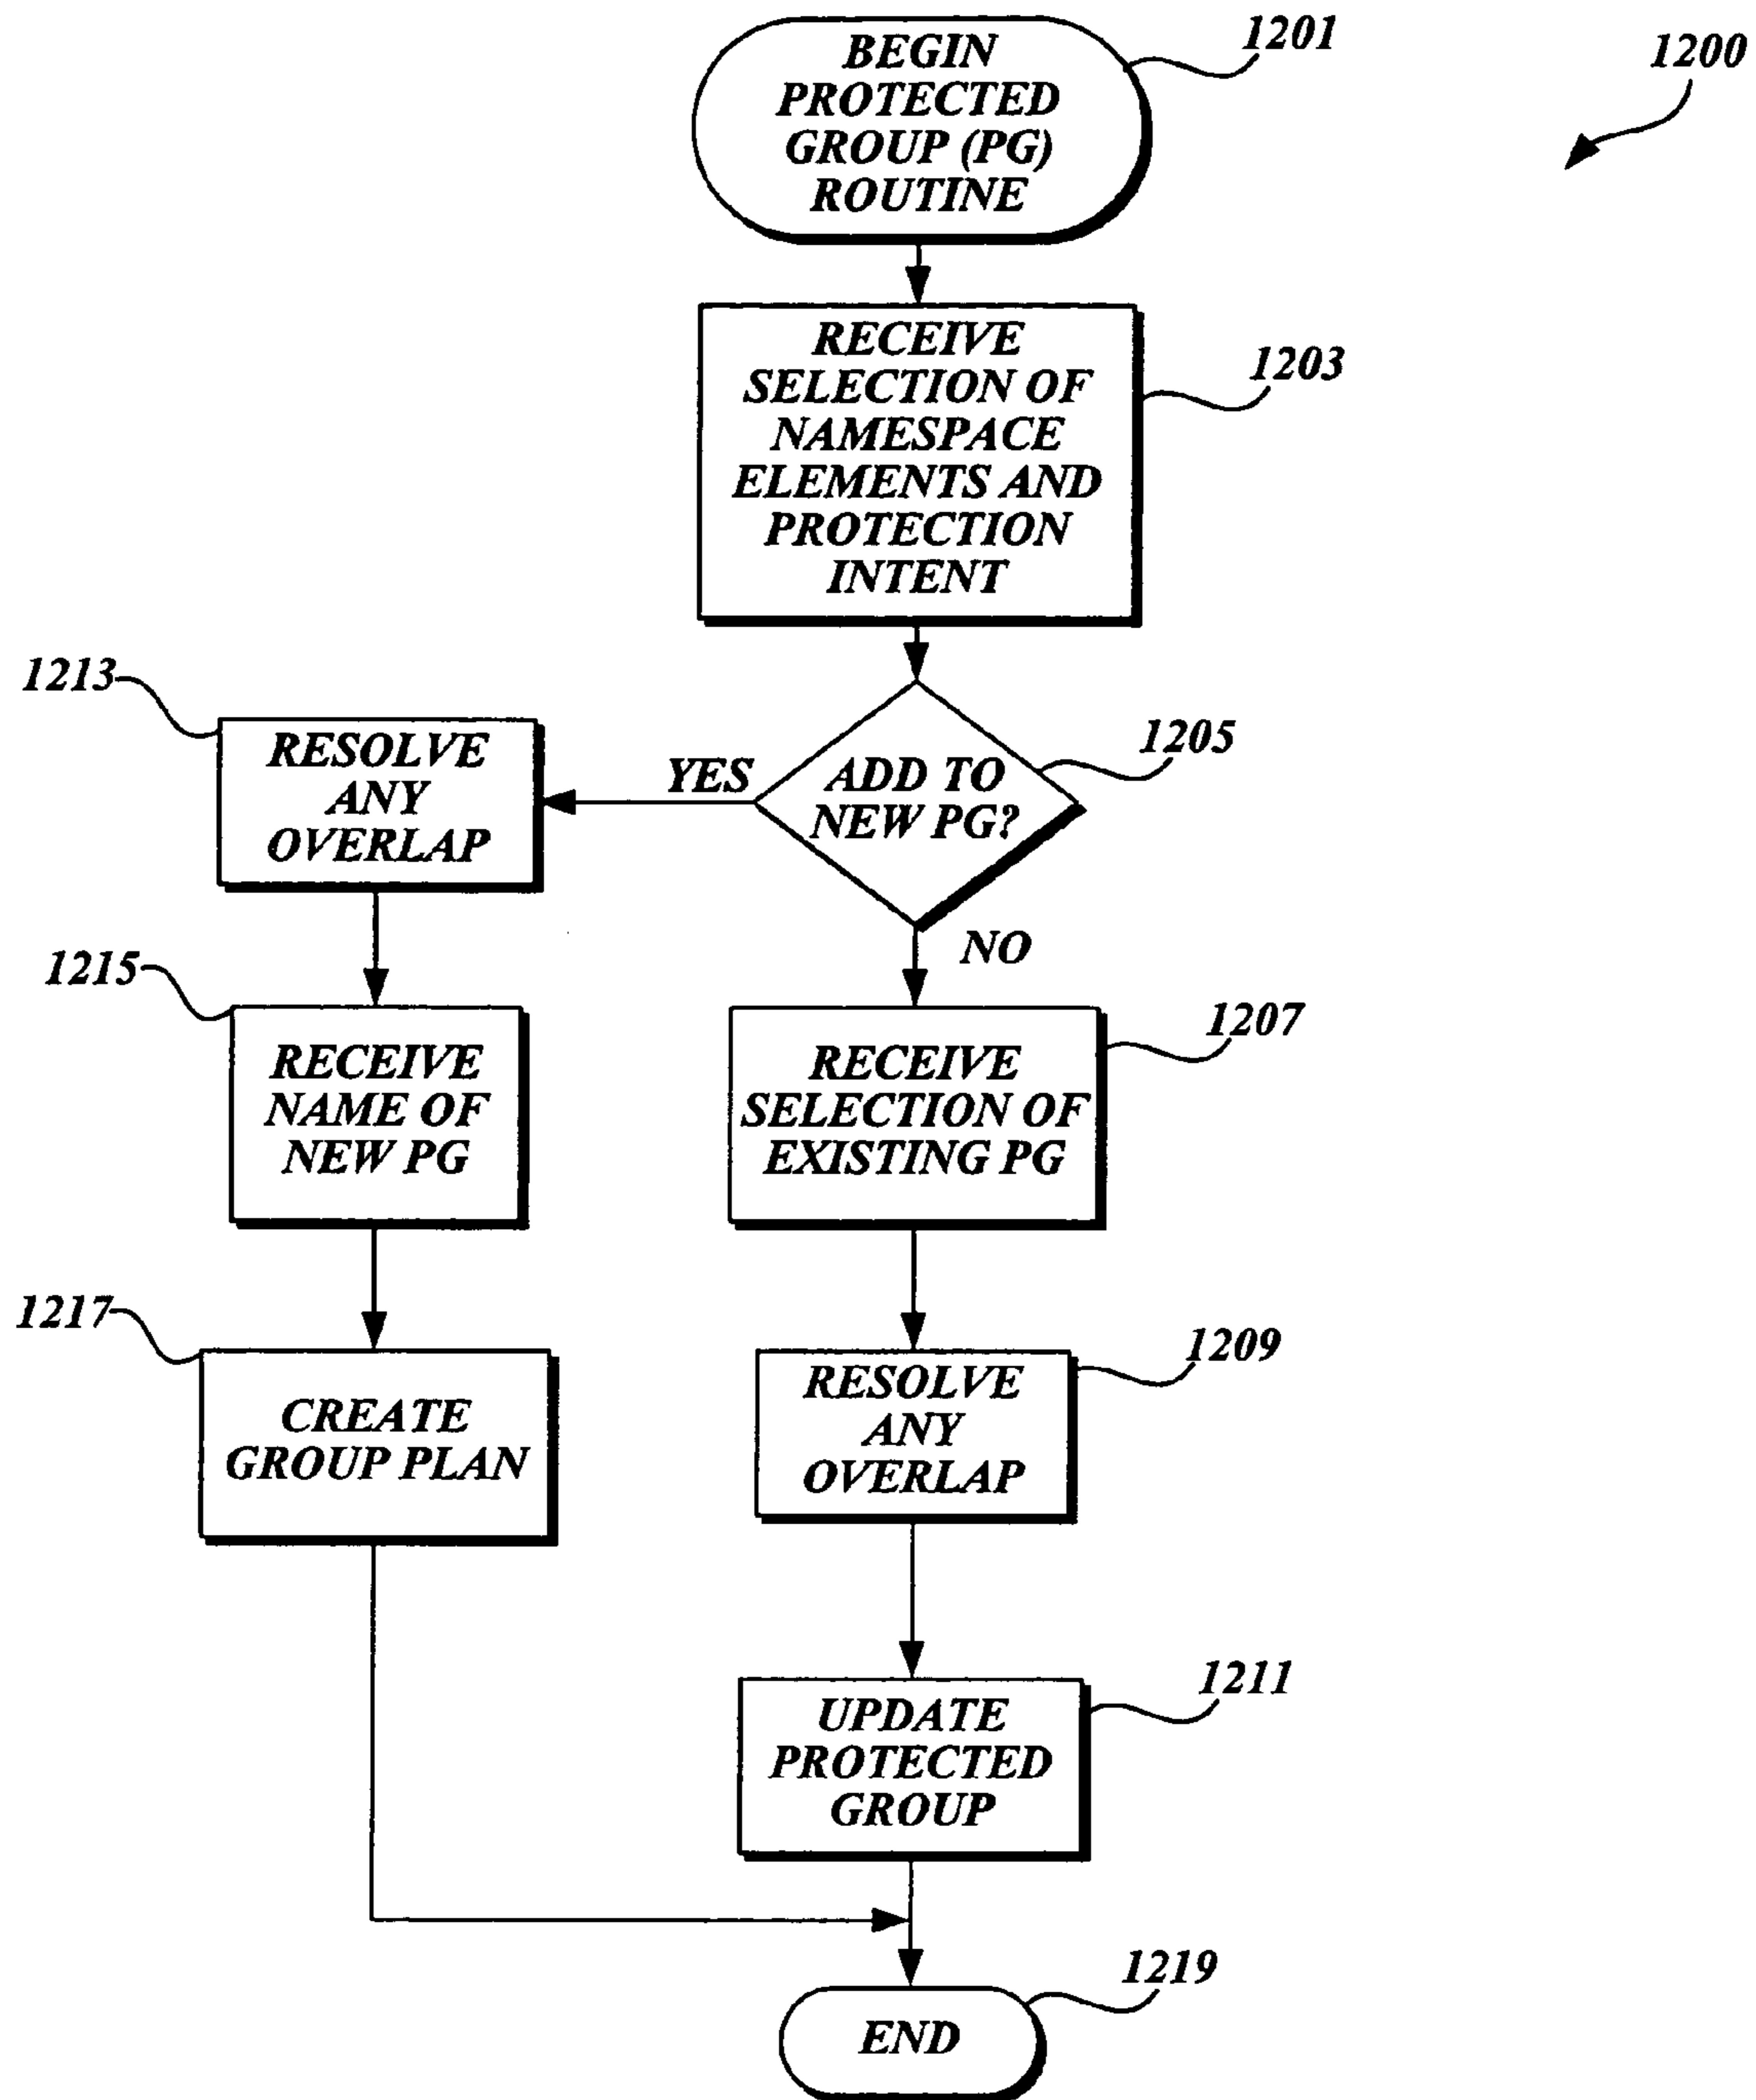 1200
1201
BEGIN
PROTECTED
GROUP (PG)
ROUTINE
1203
RECEIVE
SELECTION OF
NAMESPACE
ELEMENTS AND
PROTECTION
INTENT
1205
ADD TO
NEW PG?
YES
NO
1213
RESOLVE
ANY
OVERLAP
1215
RECEIVE
NAME OF
NEW PG
1217
CREATE
GROUP PLAN
1207
RECEIVE
SELECTION OF
EXISTING PG
1209
RESOLVE
ANY
OVERLAP
1211
UPDATE
PROTECTED
GROUP
1219
END